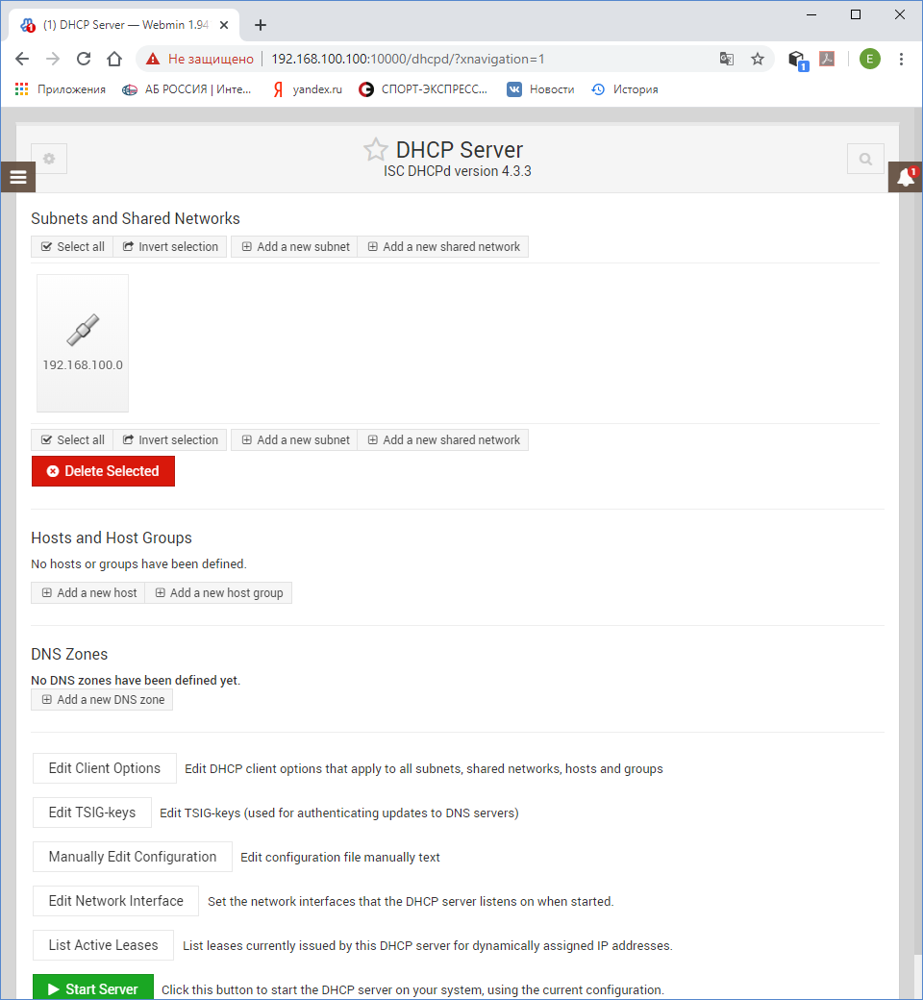 (1) DHCP Server — Webmin 1.94
Не защищено 192.168.100.100:10000/dhcpd/?xnavigation=1
1
E
Приложения АБ РОССИЯ | Инте... yandex.ru СПОРТ-ЭКСПРЕСС... Новости История
DHCP Server
ISC DHCPd version 4.3.3
1
Subnets and Shared Networks
Select all Invert selection Add a new subnet Add a new shared network
192.168.100.0
Select all Invert selection Add a new subnet Add a new shared network
Delete Selected
Hosts and Host Groups
No hosts or groups have been defined.
Add a new host Add a new host group
DNS Zones
No DNS zones have been defined yet.
Add a new DNS zone
Edit Client Options Edit DHCP client options that apply to all subnets, shared networks, hosts and groups
Edit TSIG-keys Edit TSIG-keys (used for authenticating updates to DNS servers)
Manually Edit Configuration Edit configuration file manually text
Edit Network Interface Set the network interfaces that the DHCP server listens on when started.
List Active Leases List leases currently issued by this DHCP server for dynamically assigned IP addresses.
Start Server Click this button to start the DHCP server on your system, using the current configuration.